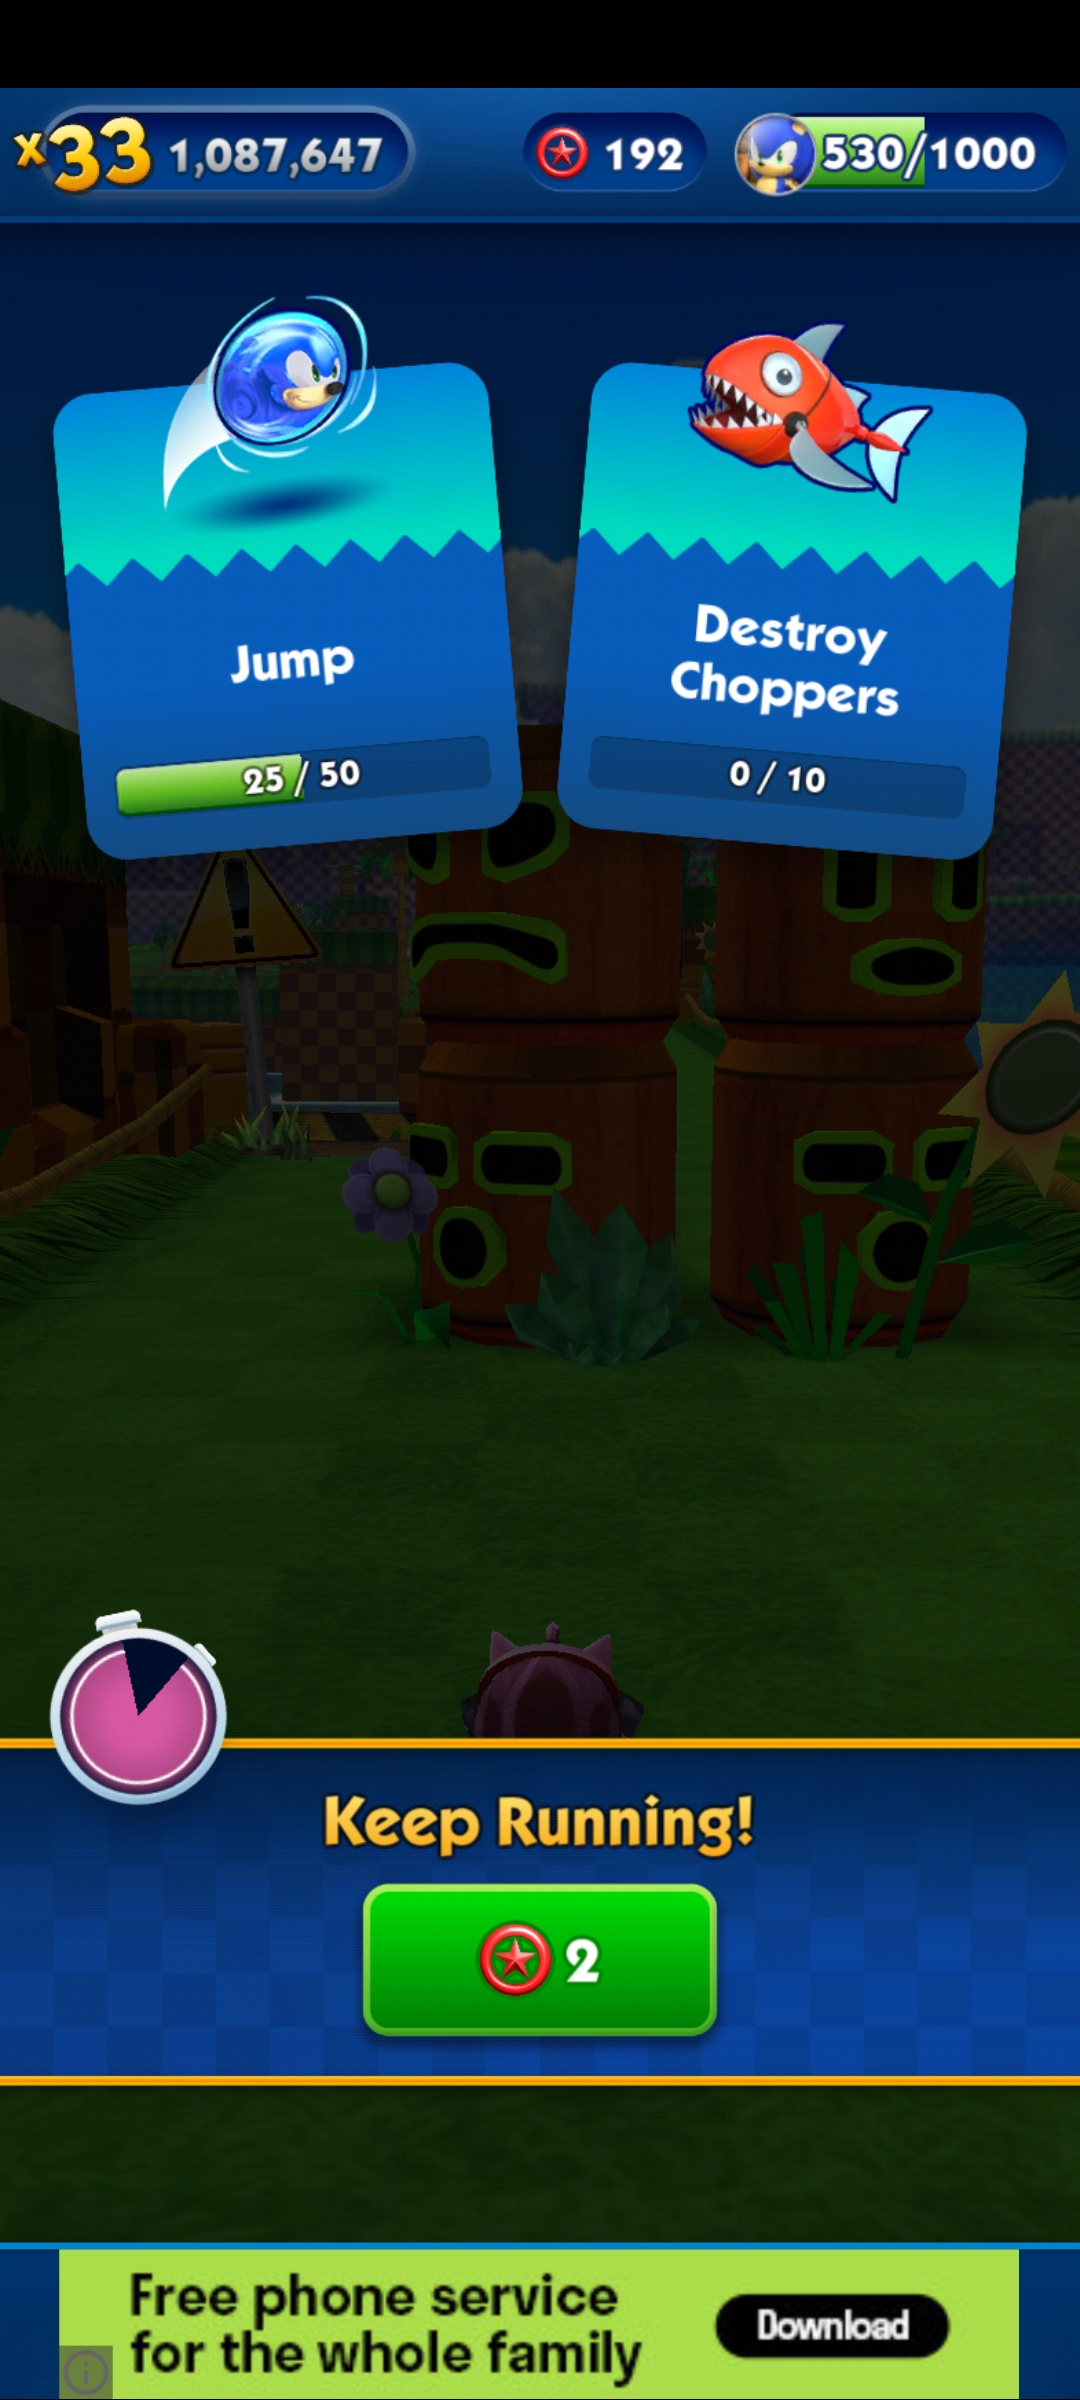 x33 1,087,647
192
530/1000
Jump
25 / 50
Destroy
Choppers
0 / 10
Keep Running!
2
Free phone service
for the whole family
Download